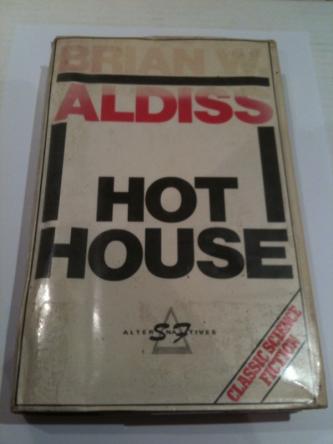 BRIAN W.
ALDISS
HOT
HOUSE
ALTERNATIVES
SF
CLASSIC SCIENCE
FICTION